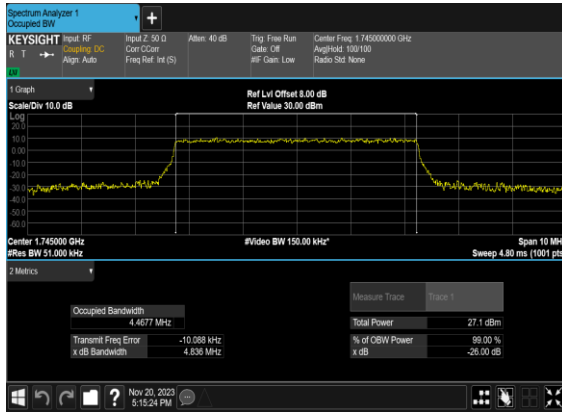 Spectrum Analyzer 1
Occupied BW
KEYSIGHT Input: RF Input Z: 50 Ω Atten: 40 dB Trig: Free Run Center Freq: 1.745000000 GHz
R T Coupling: DC Corr CCorr Gate: Off Avg|Hold: 100/100
Align: Auto Freq Ref: Int (S) #IF Gain: Low Radio Std: None
LXI
1 Graph
Ref Lvl Offset 8.00 dB
Scale/Div 10.0 dB Ref Value 30.00 dBm
Log
20.0
10.0
0.00
-10.0
-20.0
-30.0
-40.0
-50.0
-60.0
Center 1.745000 GHz #Video BW 150.00 kHz* Span 10 MH
#Res BW 51.000 kHz Sweep 4.80 ms (1001 pts
2 Metrics
Measure Trace Trace 1
Occupied Bandwidth
4.4677 MHz Total Power 27.1 dBm
Transmit Freq Error -10.088 kHz % of OBW Power 99.00 %
x dB Bandwidth 4.836 MHz x dB -26.00 dB
? Nov 20, 2023
5:15:24 PM